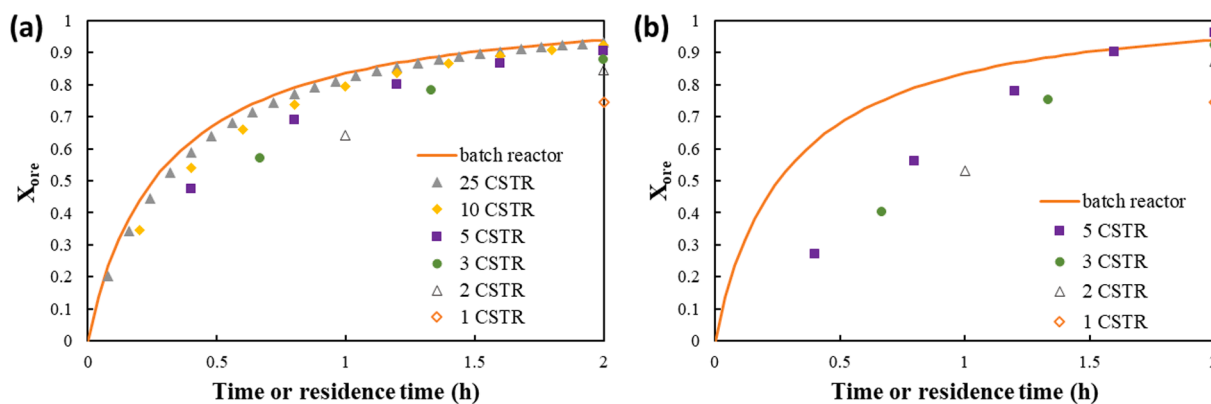 (a)
1
0.9
0.8
0.7
0.6
0.5
0.4
0.3
0.2
0.1
0
X_ore
batch reactor
25 CSTR
10 CSTR
5 CSTR
3 CSTR
2 CSTR
1 CSTR
0
0.5
1
1.5
2
Time or residence time (h)
(b)
1
0.9
0.8
0.7
0.6
0.5
0.4
0.3
0.2
0.1
0
X_ore
batch reactor
5 CSTR
3 CSTR
2 CSTR
1 CSTR
0
0.5
1
1.5
Time or residence time (h)